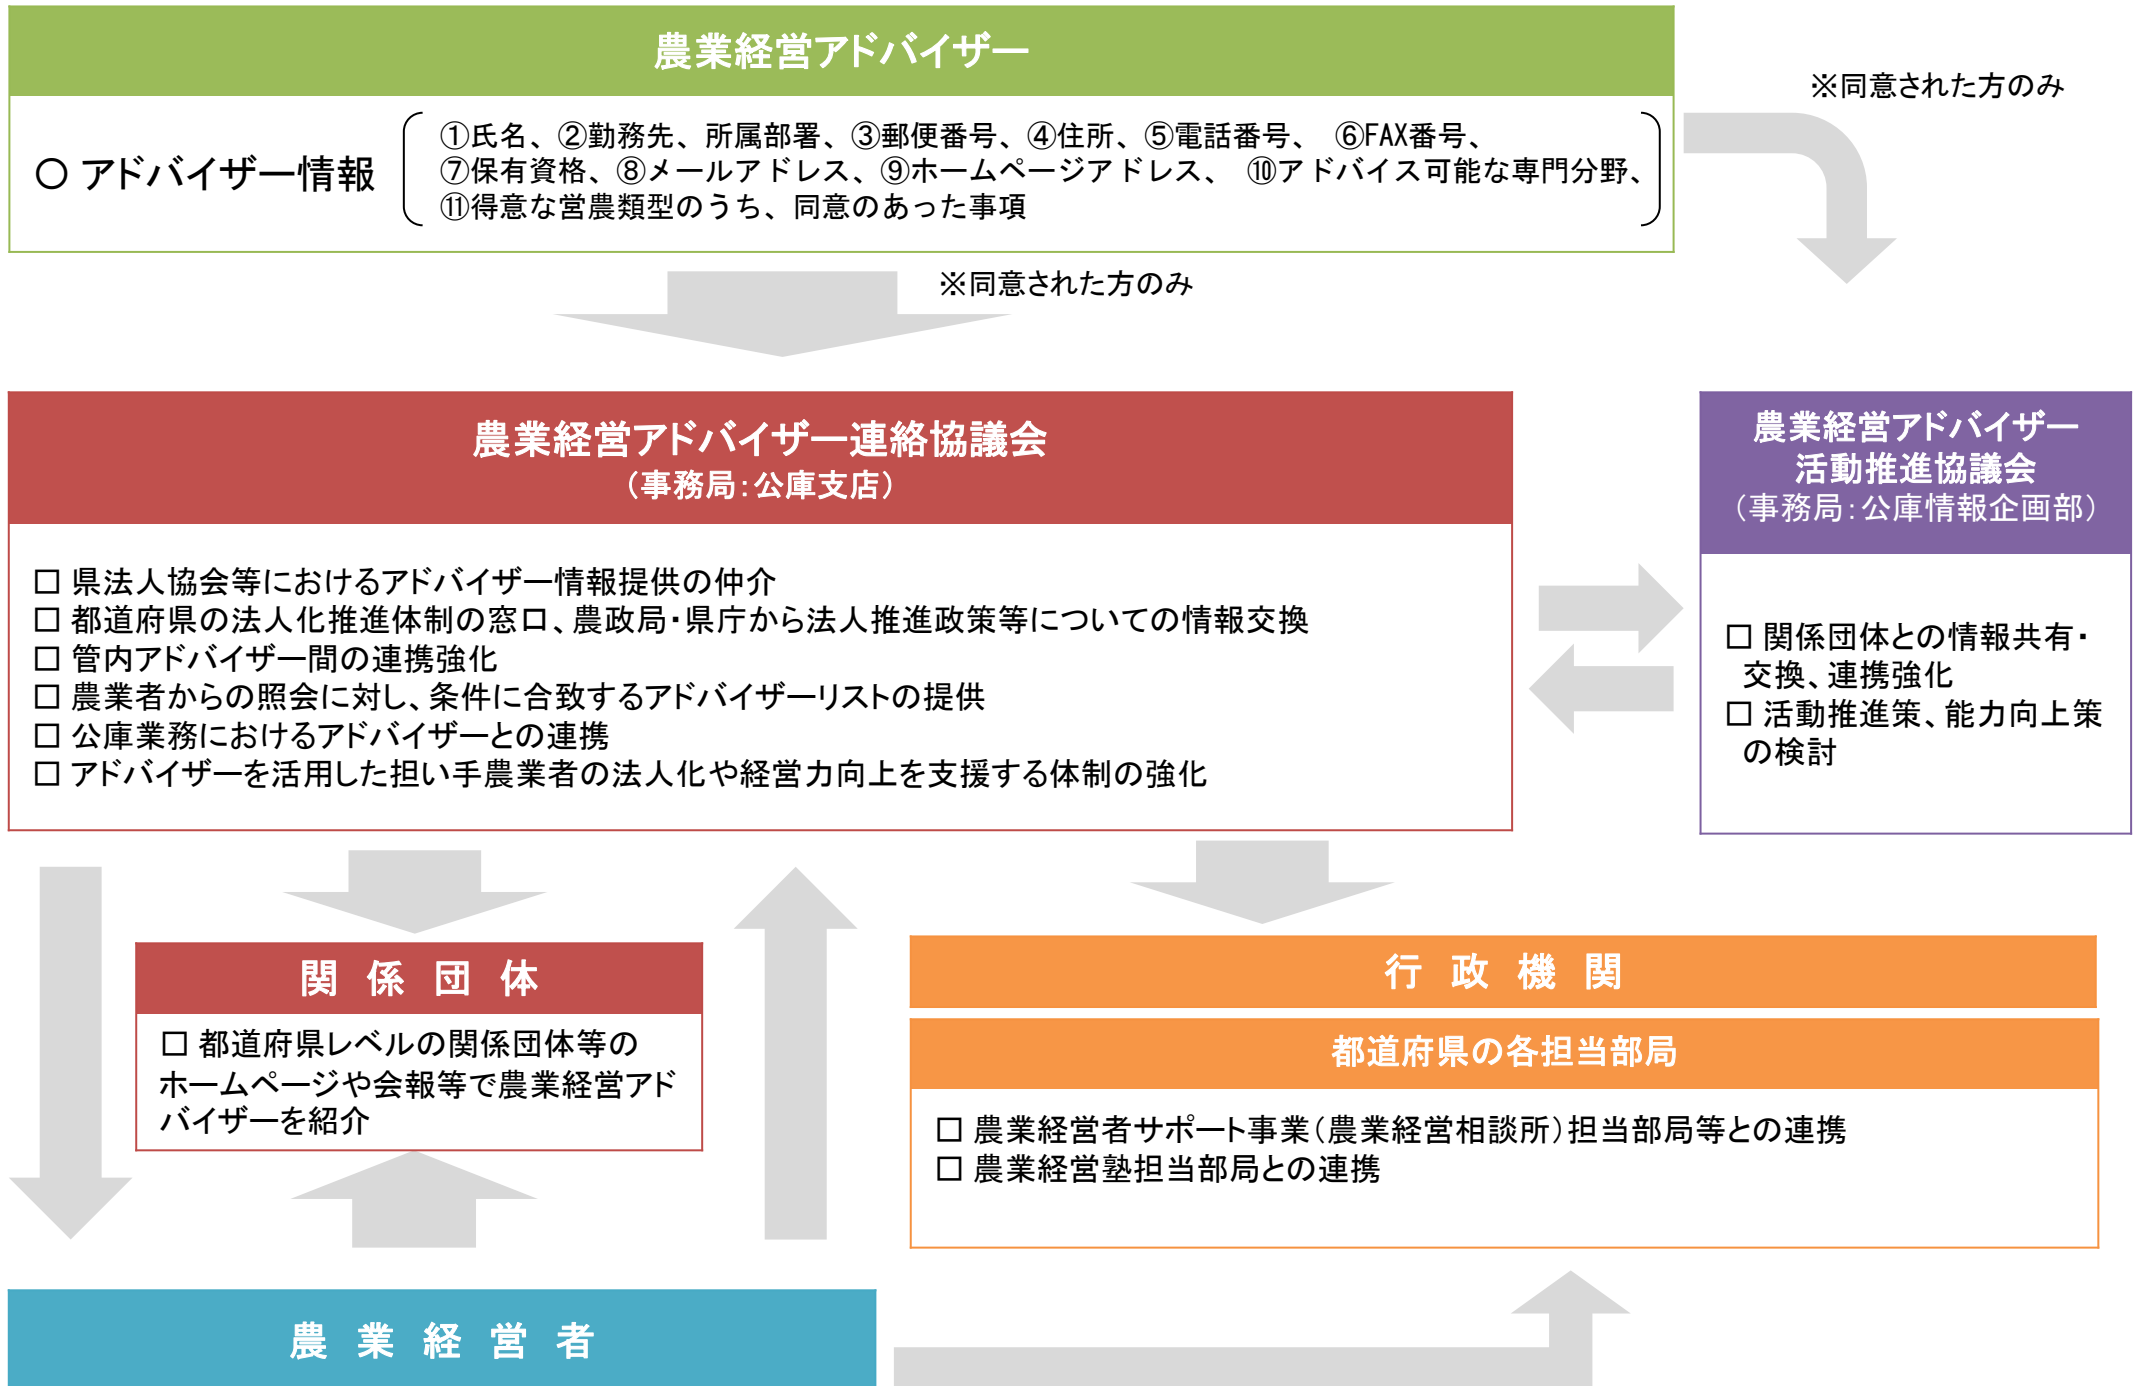 農業経営アドバイザー
※同意された方のみ
○ アドバイザー情報
①氏名、②勤務先、所属部署、③郵便番号、④住所、⑤電話番号、 ⑥FAX番号、
⑦保有資格、⑧メールアドレス、⑨ホームページアドレス、 ⑩アドバイス可能な専門分野、
⑪得意な営農類型のうち、同意のあった事項
※同意された方のみ
農業経営アドバイザー連絡協議会
（事務局：公庫支店）
□ 県法人協会等におけるアドバイザー情報提供の仲介
□ 都道府県の法人化推進体制の窓口、農政局・県庁から法人推進政策等についての情報交換
□ 管内アドバイザー間の連携強化
□ 農業者からの照会に対し、条件に合致するアドバイザーリストの提供
□ 公庫業務におけるアドバイザーとの連携
□ アドバイザーを活用した担い手農業者の法人化や経営力向上を支援する体制の強化
農業経営アドバイザー
活動推進協議会
（事務局：公庫情報企画部）
□ 関係団体との情報共有・
交換、連携強化
□ 活動推進策、能力向上策
の検討
関 係 団 体
□ 都道府県レベルの関係団体等の
ホームページや会報等で農業経営アド
バイザーを紹介
行 政 機 関
都道府県の各担当部局
□ 農業経営者サポート事業（農業経営相談所）担当部局等との連携
□ 農業経営塾担当部局との連携
農 業 経 営 者